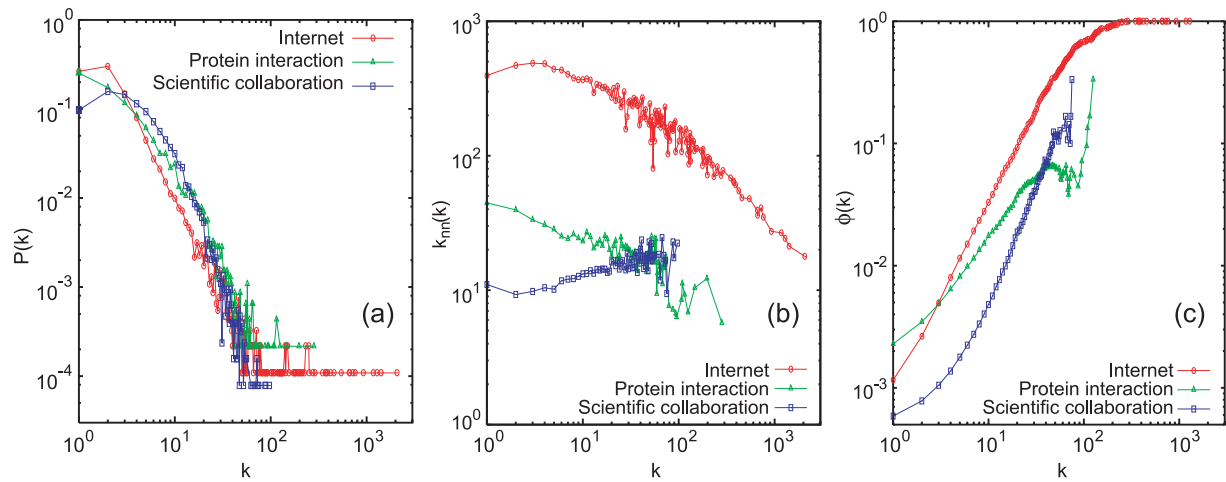 10^0
10^-1
10^-2
10^-3
10^-4
P(k)
Internet
Protein interaction
Scientific collaboration
(a)
10^0
10^1
10^2
10^3
k
10^3
10^2
10^1
10^0
k_nn(k)
(b)
Internet
Protein interaction
Scientific collaboration
10^0
10^1
10^2
10^3
k
10^0
10^-1
10^-2
10^-3
ϕ(k)
(c)
Internet
Protein interaction
Scientific collaboration
10^0
10^1
10^2
10^3
k